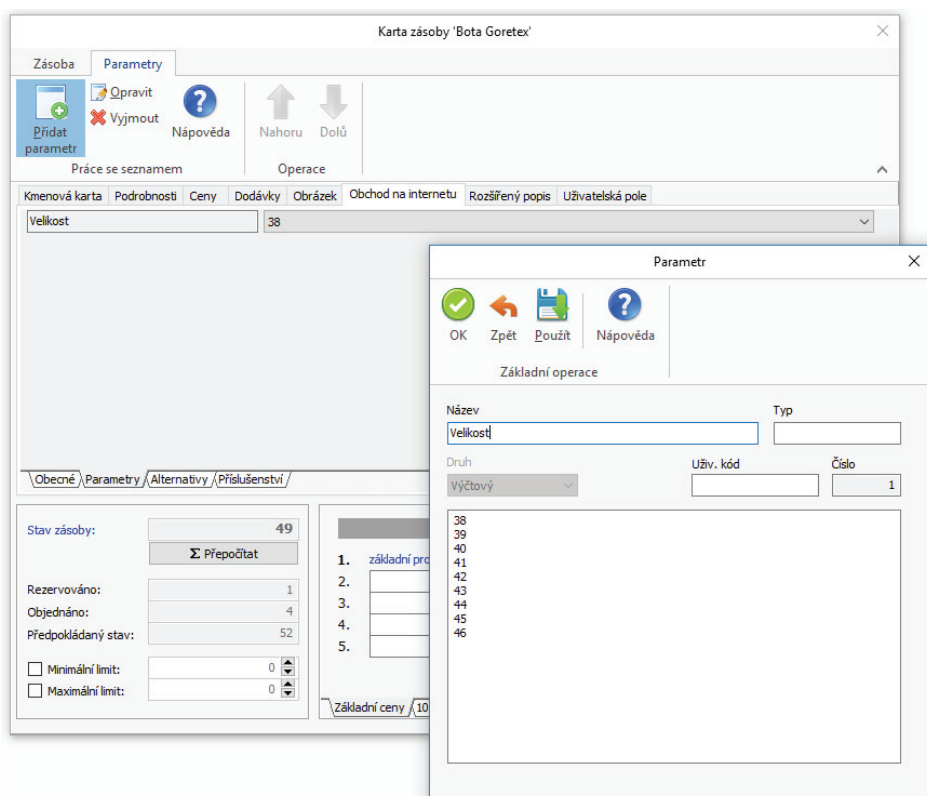 Karta zásoby 'Bota Goretex'
Zásoba Parametry
Přidat parametr
Opravit
Vyjmout
Nápověda
Nahoru Dolů
Práce se seznamem Operace
Kmenová karta Podrobnosti Ceny Dodávky Obrázek Obchod na internetu Rozšířený popis Uživatelská pole
Velikost 38
Obecné Parametry Alternativy Příslušenství
Stav zásoby: 49
Σ Přepočítat
Rezervováno: 1
Objednáno: 4
Předpokládaný stav: 52
Minimální limit: 0
Maximální limit: 0
1. základní pro
2.
3.
4.
5.
Základní ceny 10
Parametr
OK Zpět Použít Nápověda
Základní operace
Název Typ
Velikost
Druh Uživ. kód Číslo
Výčtový 1
38
39
40
41
42
43
44
45
46